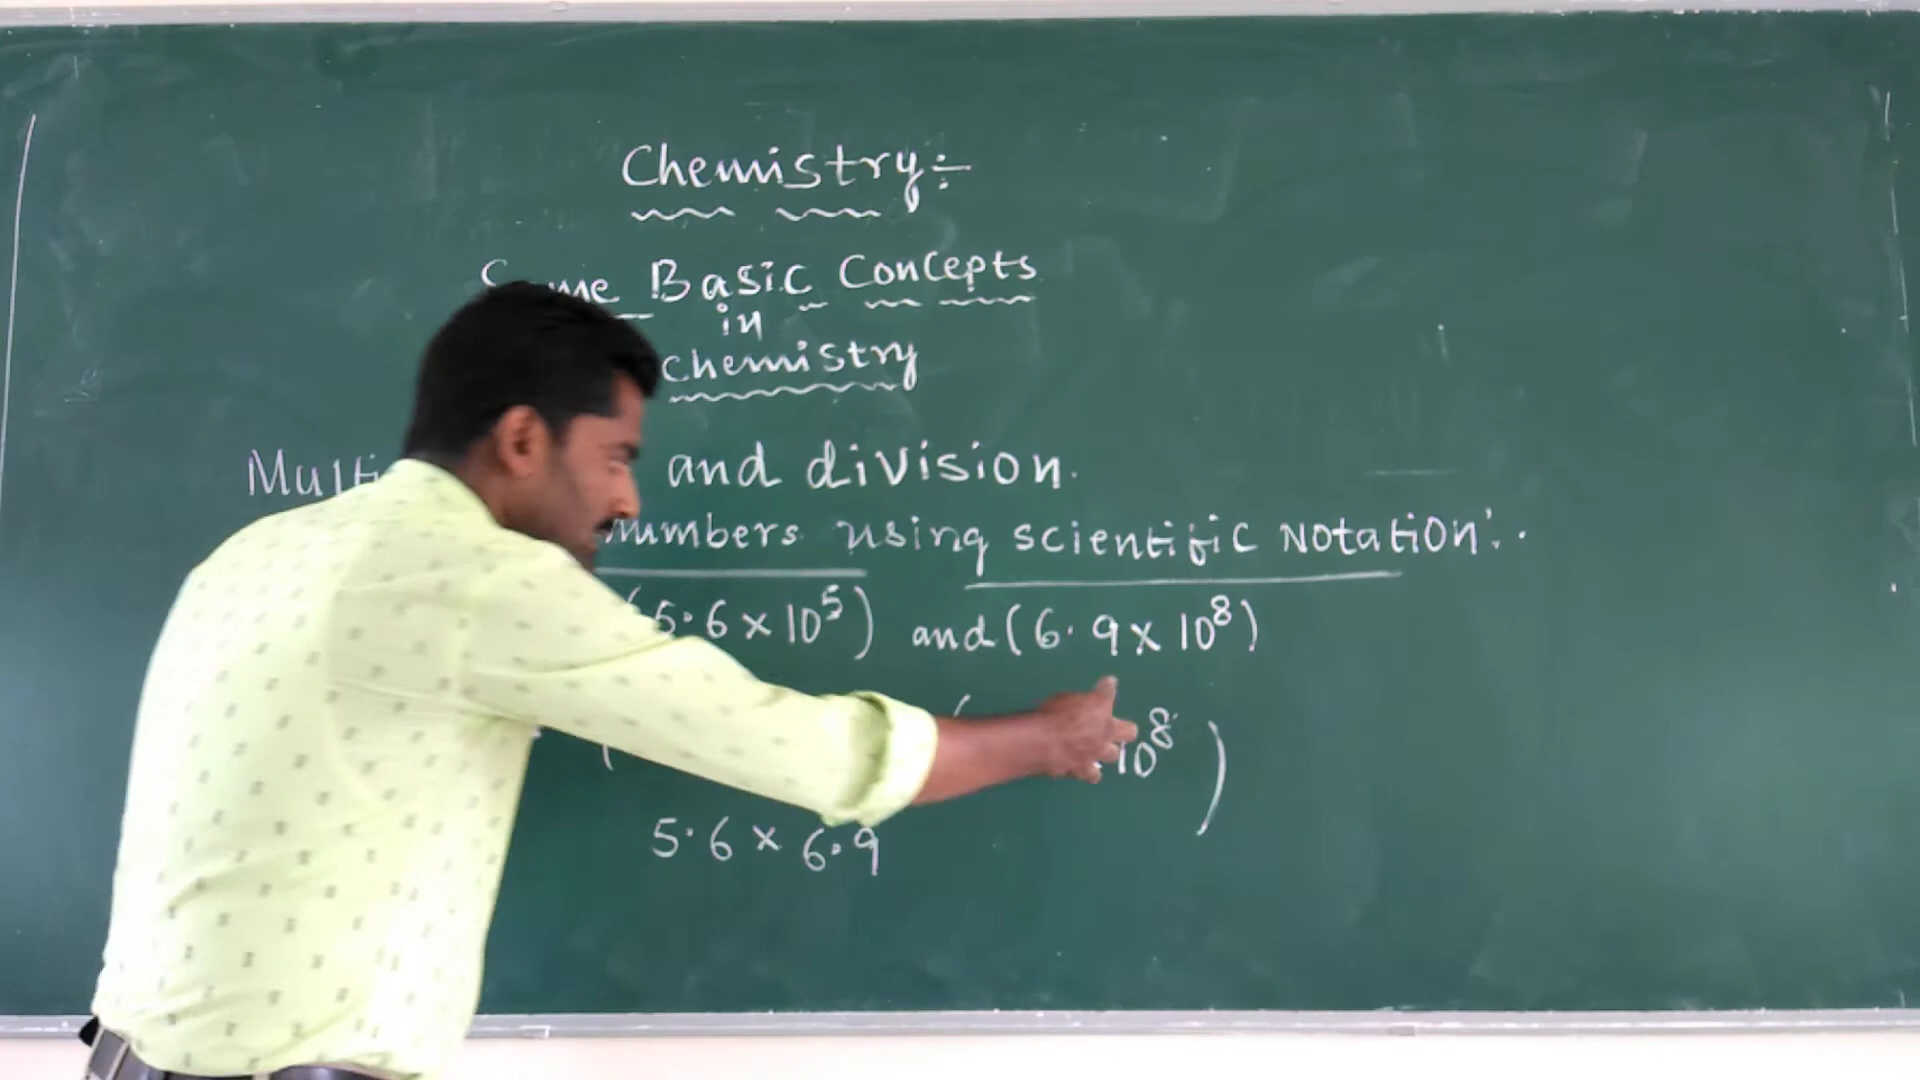 Chemistry:-
Some Basic Concepts
in
chemistry
and division.
numbers using scientific Notation:.
(5.6 x 10⁵) and (6.9 x 10⁸)
( ( 10⁸ )
5.6 x 6.9